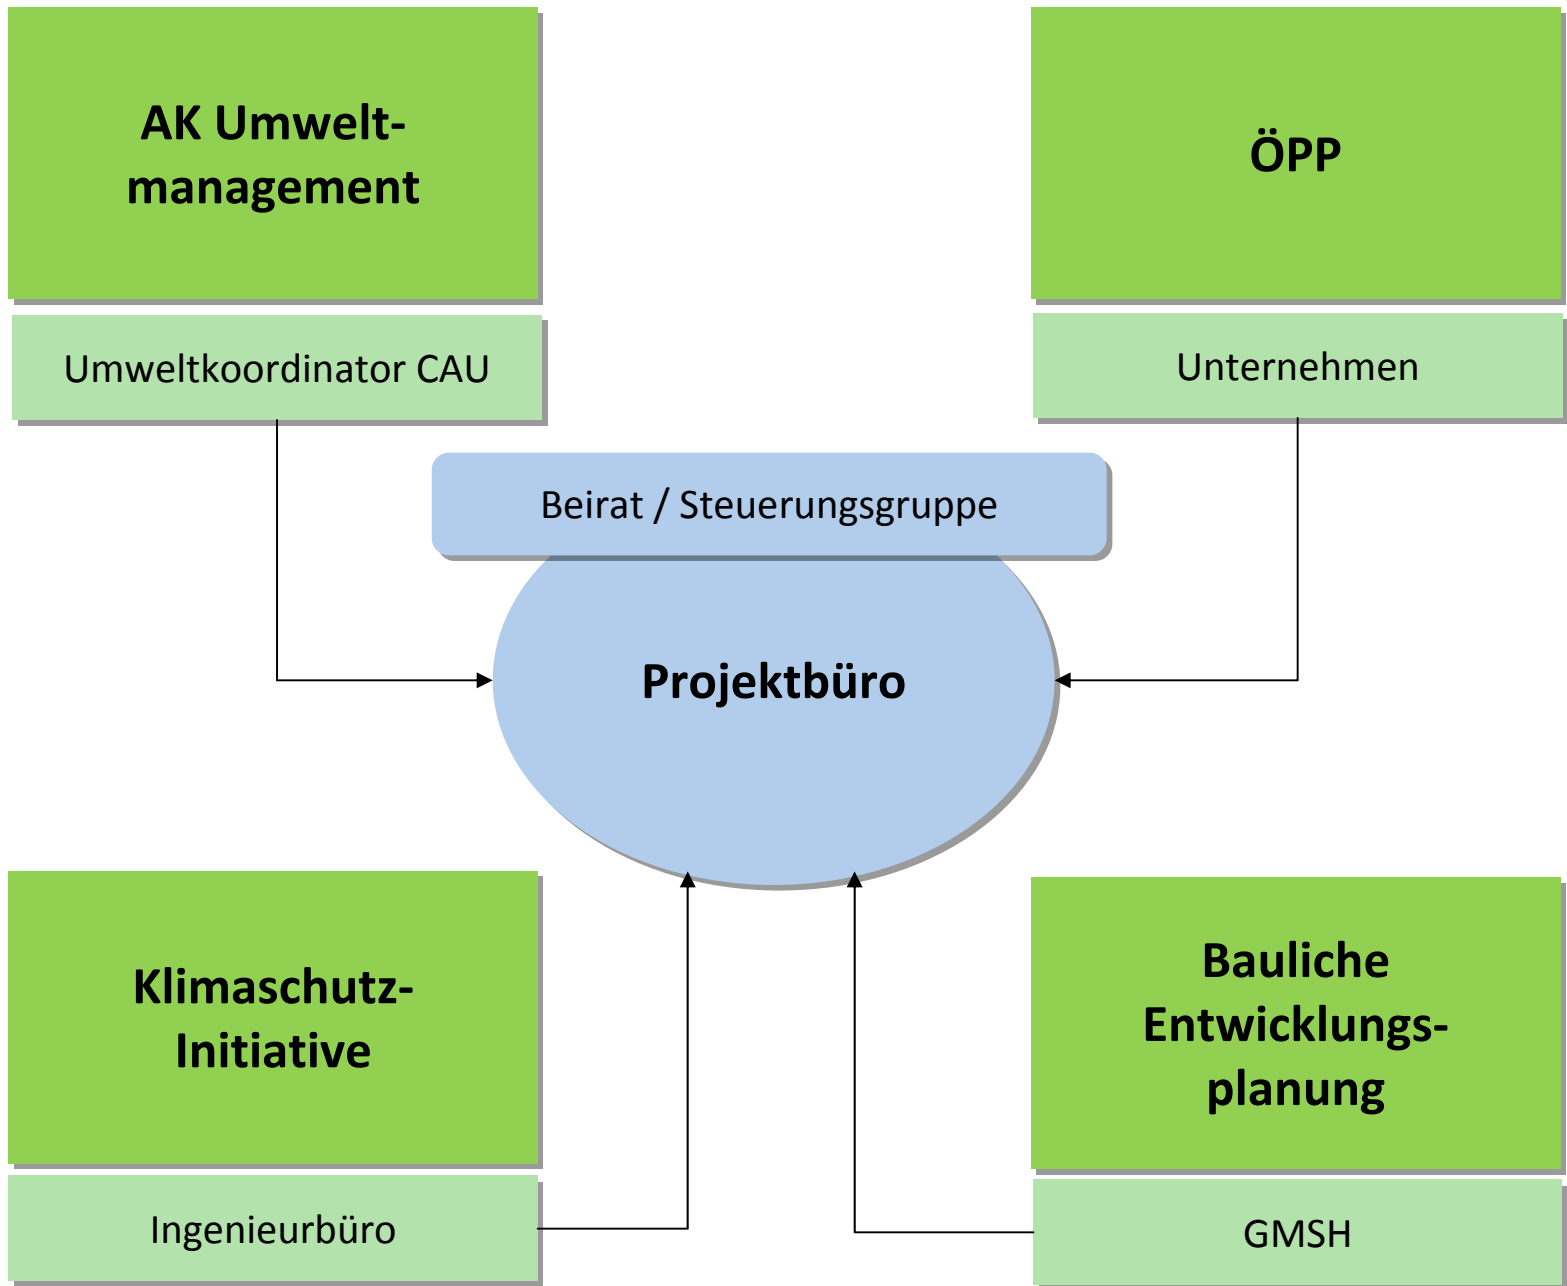 AK Umwelt-
management
Umweltkoordinator CAU
ÖPP
Unternehmen
Beirat / Steuerungsgruppe
Projektbüro
Klimaschutz-
Initiative
Ingenieurbüro
Bauliche
Entwicklungs-
planung
GMSH